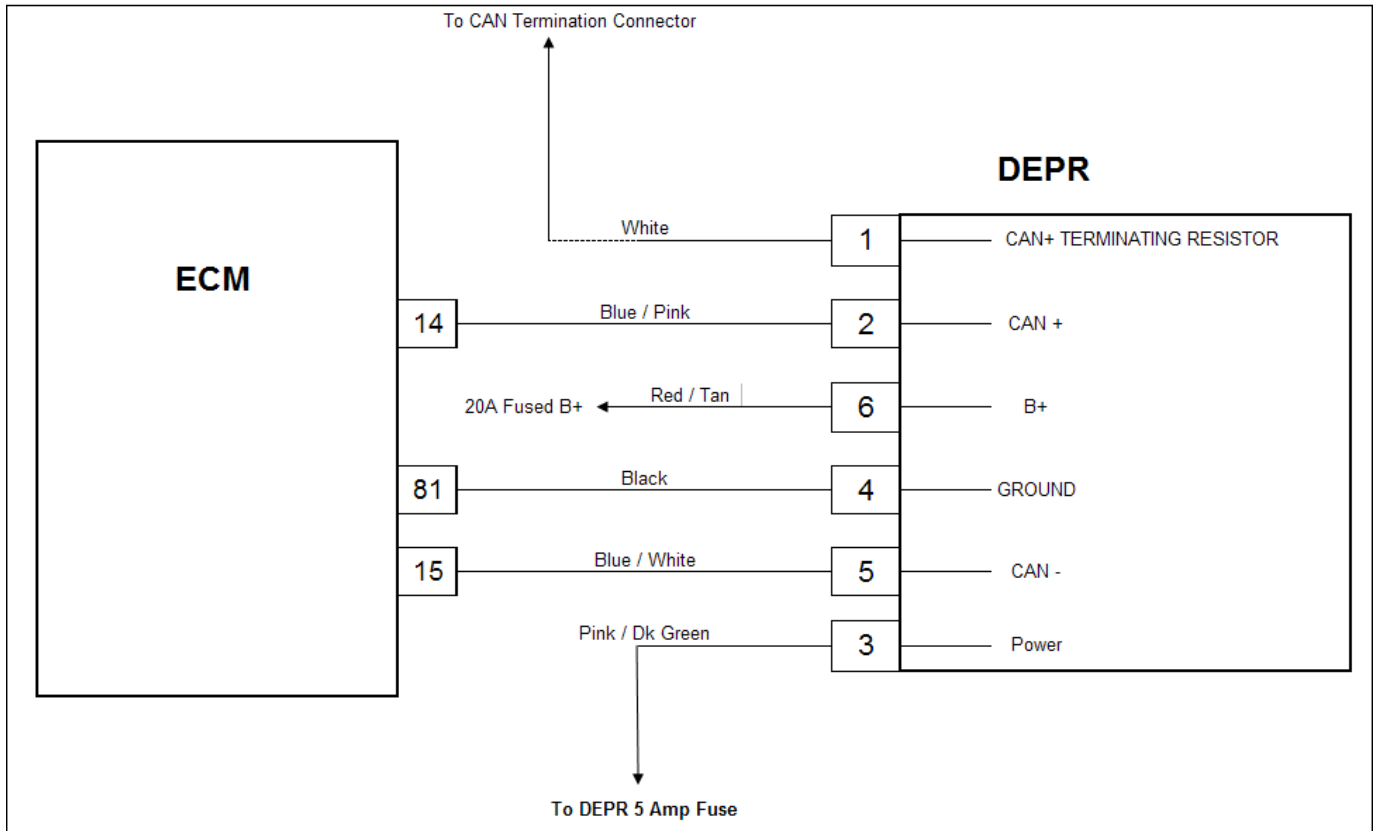 To CAN Termination Connector
DEPR
ECM
White
1
CAN+ TERMINATING RESISTOR
14
Blue / Pink
2
CAN +
20A Fused B+
Red / Tan
6
B+
81
Black
4
GROUND
15
Blue / White
5
CAN -
Pink / Dk Green
3
Power
To DEPR 5 Amp Fuse